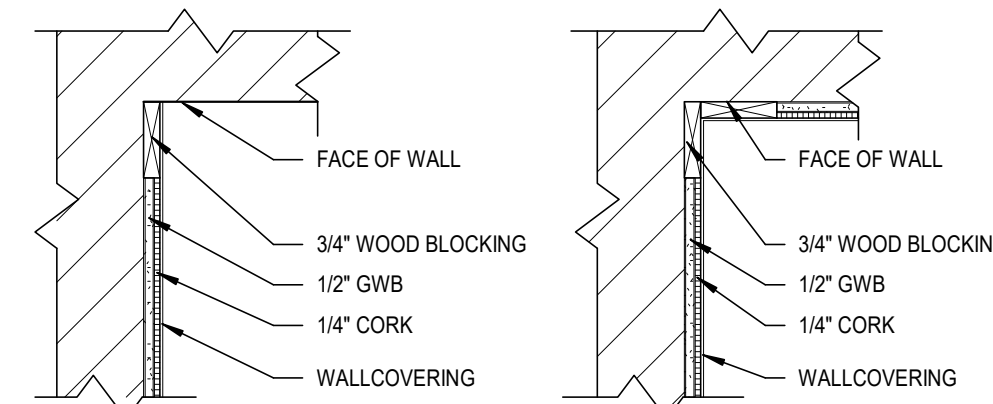 FACE OF WALL
3/4" WOOD BLOCKING
1/2" GWB
1/4" CORK
WALLCOVERING
FACE OF WALL
3/4" WOOD BLOCKIN
1/2" GWB
1/4" CORK
WALLCOVERING